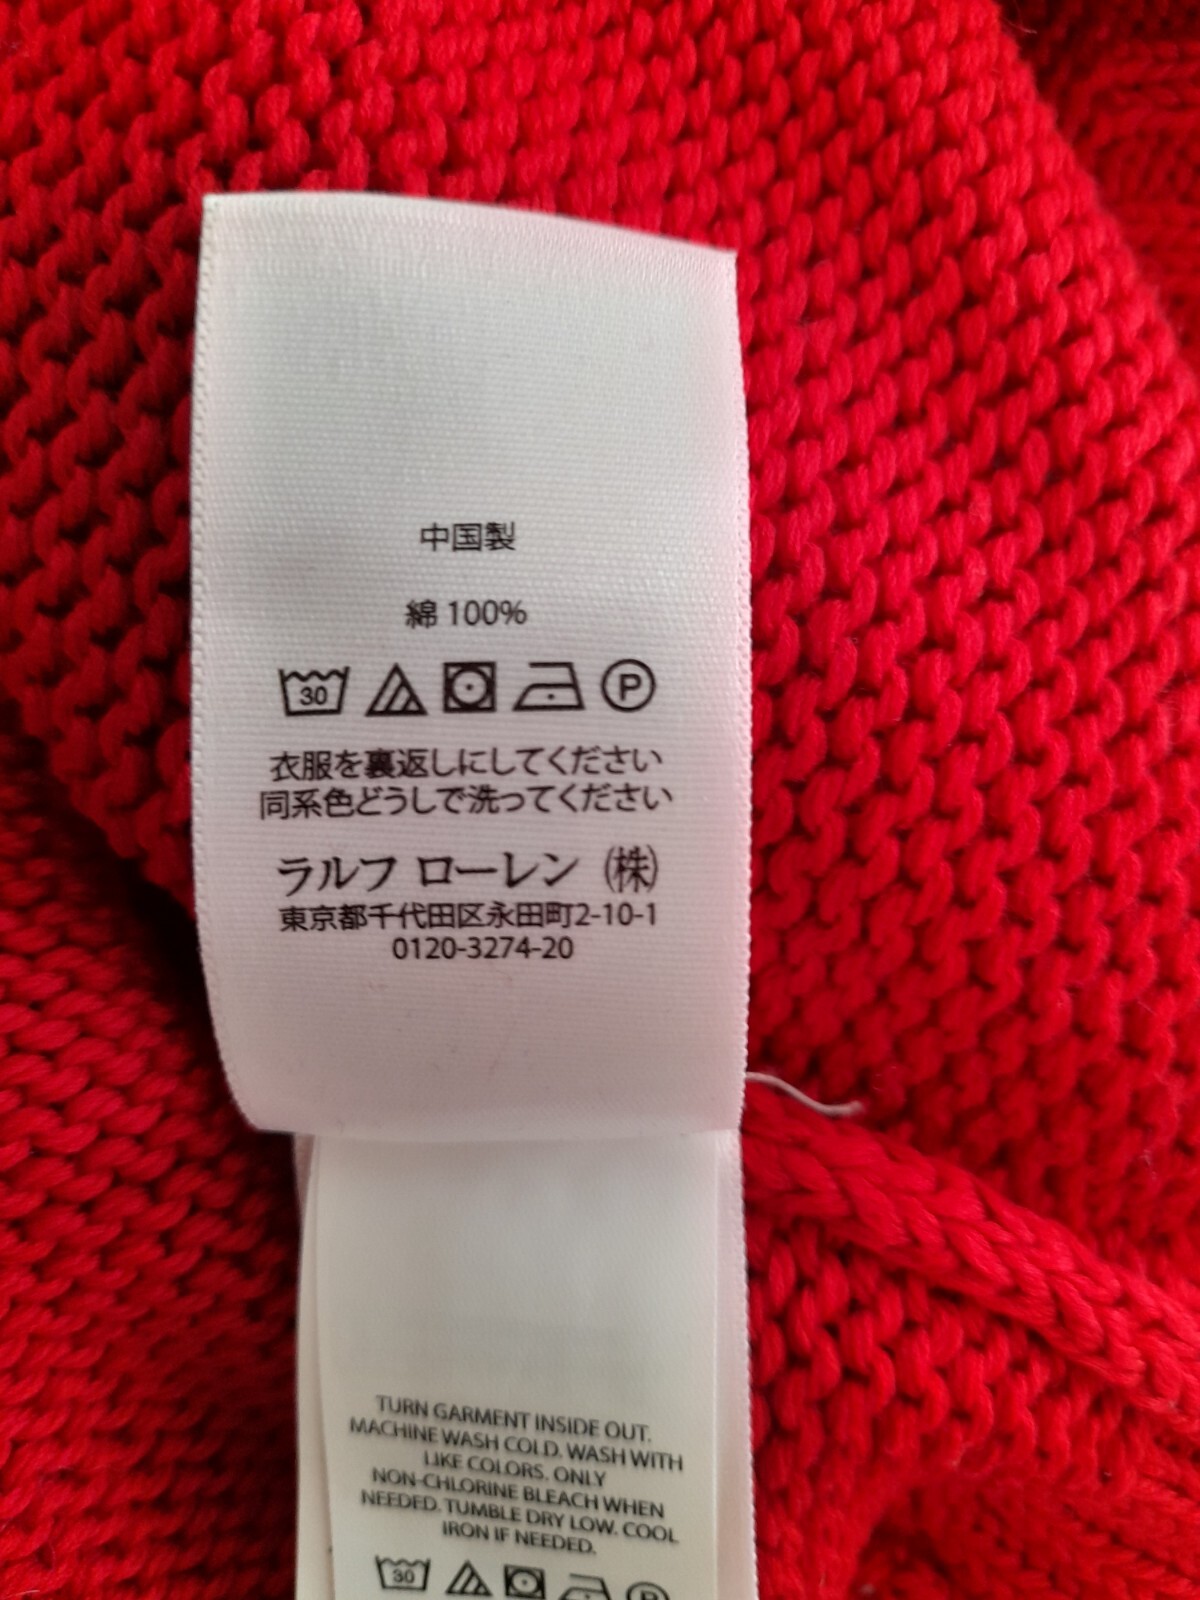 中国製
綿 100%
30
P
衣服を裏返しにしてください
同系色どうしで洗ってください
ラルフ ローレン ㈱
東京都千代田区永田町2-10-1
0120-3274-20
TURN GARMENT INSIDE OUT.
MACHINE WASH COLD. WASH WITH
LIKE COLORS. ONLY
NON-CHLORINE BLEACH WHEN
NEEDED. TUMBLE DRY LOW. COOL
IRON IF NEEDED.
30
P